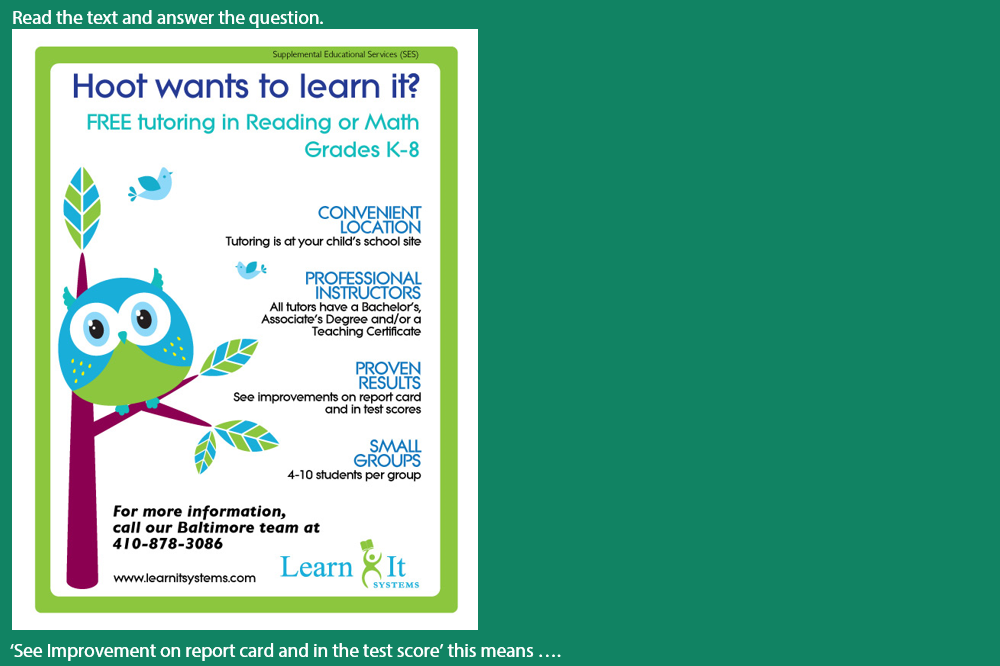 Read the text and answer the question.
Supplemental Educational Services (SES)
Hoot wants to learn it?
FREE tutoring in Reading or Math
Grades K-8
CONVENIENT
LOCATION
Tutoring is at your child's school site
PROFESSIONAL
INSTRUCTORS
All tutors have a Bachelor's,
Associate's Degree and/or a
Teaching Certificate
PROVEN
RESULTS
See improvements on report card
and in test scores
SMALL
GROUPS
4-10 students per group
For more information,
call our Baltimore team at
410-878-3086
www.learnitsystems.com
Learn It
SYSTEMS
‘See Improvement on report card and in the test score’ this means ….